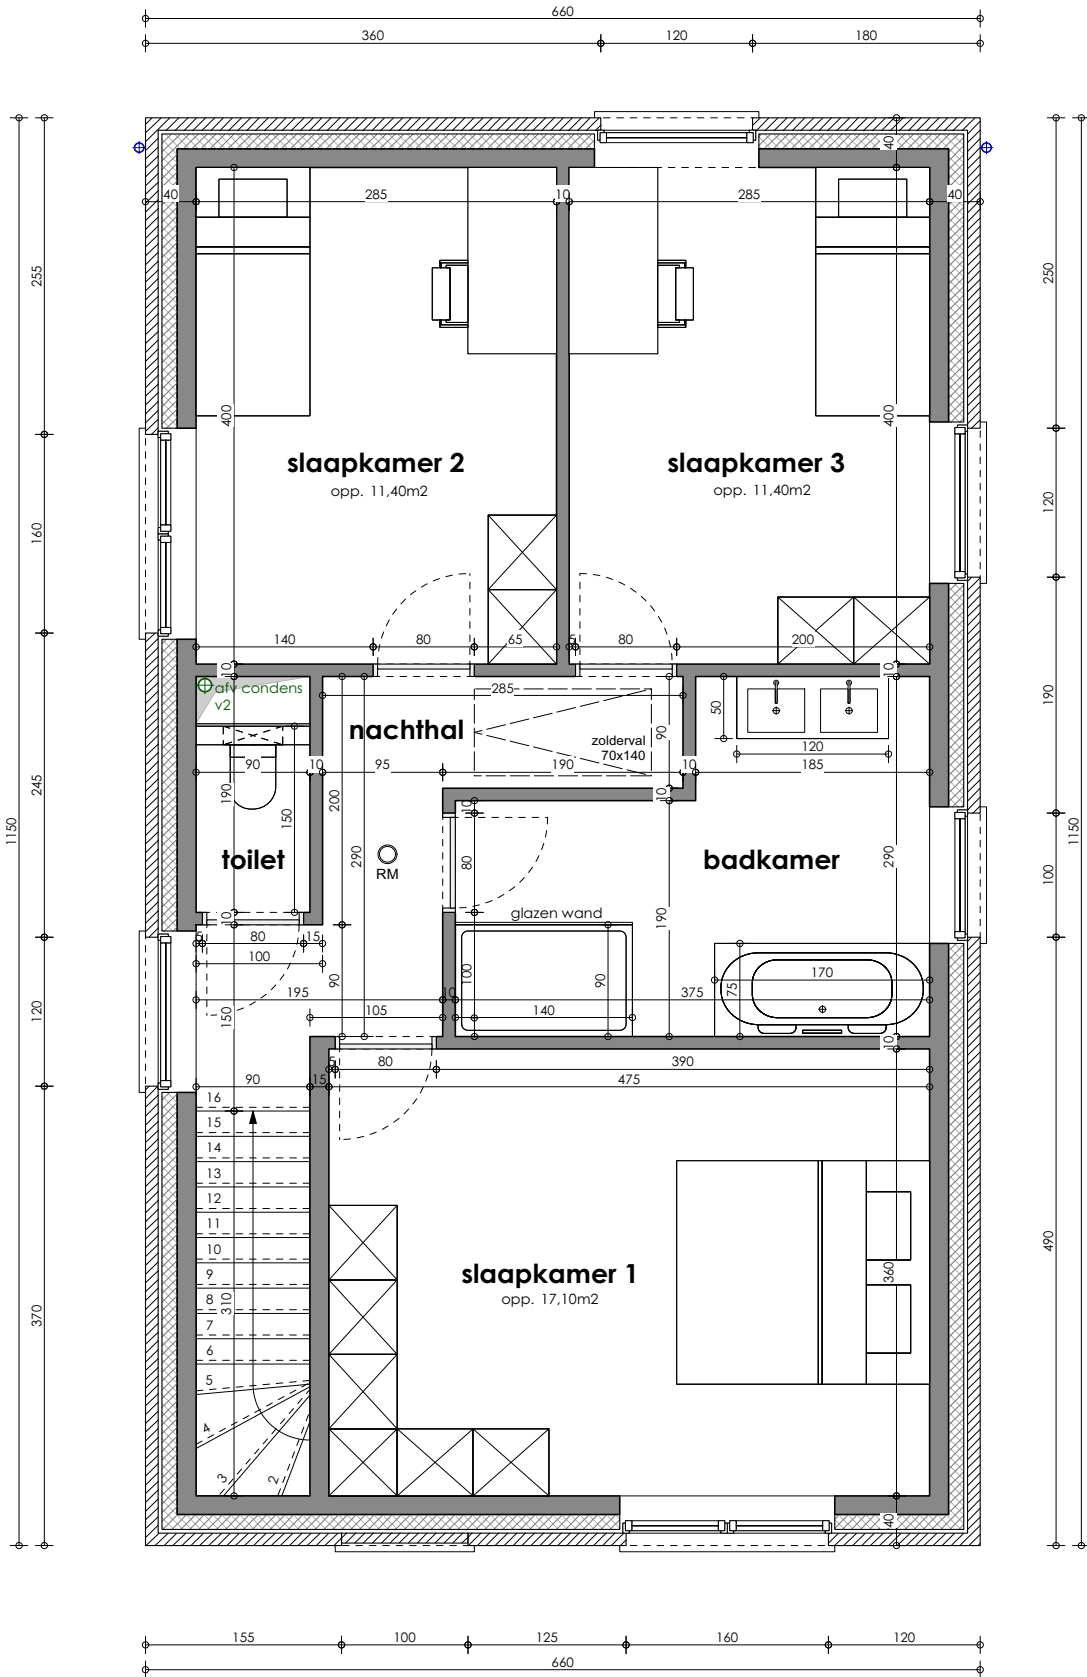 660
360 120 180
40
40 285 10 285 40
255
250
400
400
slaapkamer 2
opp. 11,40m2
slaapkamer 3
opp. 11,40m2
160
120
140 80 65 5 80 200
10
10
afv condens
v2
285
nachthal
zolderval
70x140
90
50
120
190
90 10 95 190 10 185
190
150
200
10
10
245
1150
1150
toilet
290
RM
80
badkamer
290
100
glazen wand
10
5 80 15
100
90
195
105
150
10
100
190
90
140
375
75
170
120
10
5 80 390
90 15 475
16
15
14
13
12
11
10
9
8
7
6
5
4
3
2
310
slaapkamer 1
opp. 17,10m2
360
370
490
40
155 100 125 160 120
660